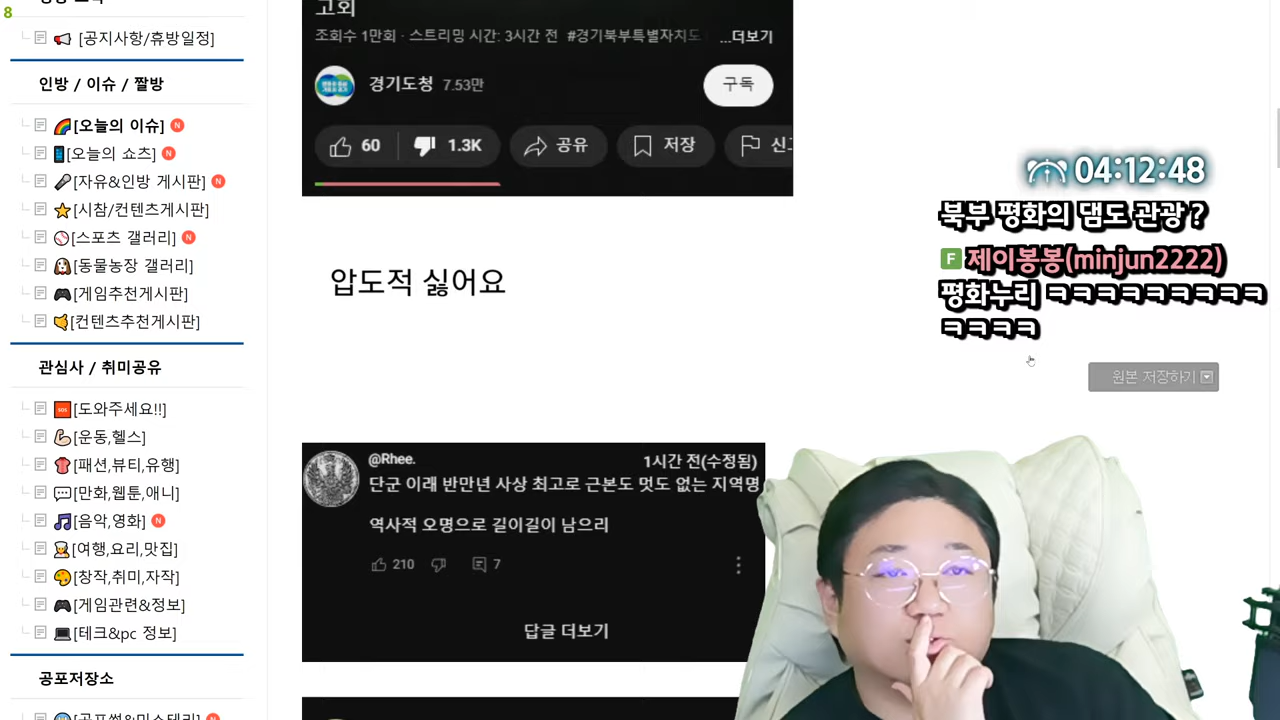 8
[공지사항/휴방일정]
인방 / 이슈 / 짤방
[오늘의 이슈] N
[오늘의 쇼츠] N
[자유&인방 게시판] N
[시참/컨텐츠게시판]
[스포츠 갤러리] N
[동물농장 갤러리]
[게임추천게시판]
[컨텐츠추천게시판]
관심사 / 취미공유
SOS [도와주세요!!]
[운동,헬스]
[패션,뷰티,유행]
[만화,웹툰,애니]
[음악,영화] N
[여행,요리,맛집]
[창작,취미,자작]
[게임관련&정보]
[테크&pc 정보]
공포저장소
고회
조회수 1만회 · 스트리밍 시간: 3시간 전 #경기북부특별자치도 ...더보기
경기도청 7.53만 구독
60 1.3K 공유 저장 신고
압도적 싫어요
@Rhee. 1시간 전(수정됨)
단군 이래 반만년 사상 최고로 근본도 멋도 없는 지역명
역사적 오명으로 길이길이 남으리
210 7
답글 더보기
04:12:48
북부 평화의 댐도 관광?
F 제이봉봉(minjun2222)
평화누리 ㅋㅋㅋㅋㅋㅋㅋㅋㅋ
ㅋㅋㅋㅋ
원본 저장하기